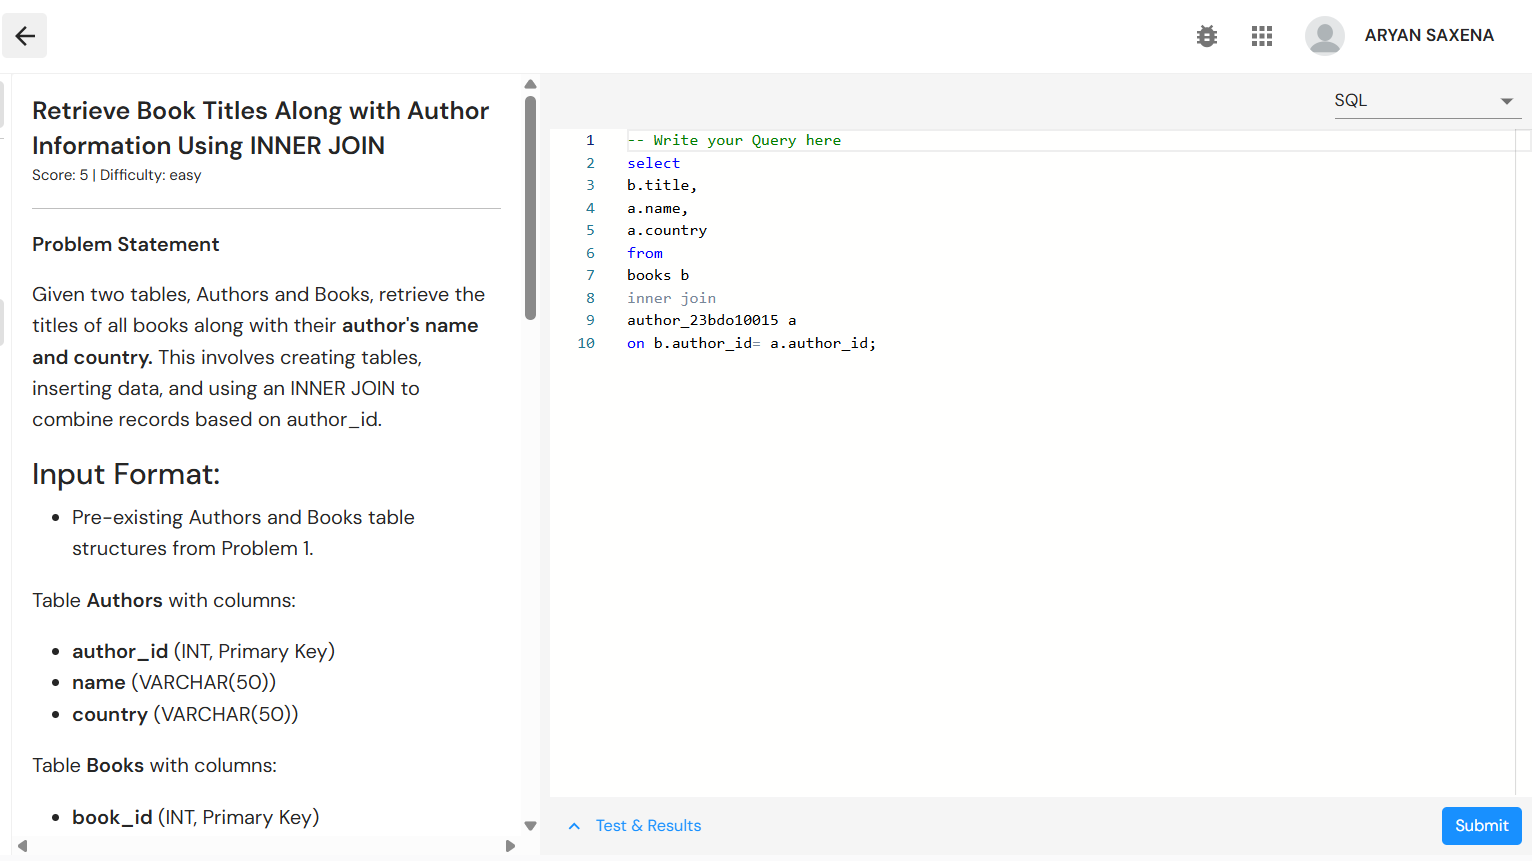 ARYAN SAXENA
Retrieve Book Titles Along with Author
Information Using INNER JOIN
Score: 5 | Difficulty: easy
Problem Statement
Given two tables, Authors and Books, retrieve the
titles of all books along with their author's name
and country. This involves creating tables,
inserting data, and using an INNER JOIN to
combine records based on author_id.
Input Format:
• Pre-existing Authors and Books table
structures from Problem 1.
Table Authors with columns:
• author_id (INT, Primary Key)
• name (VARCHAR(50))
• country (VARCHAR(50))
Table Books with columns:
• book_id (INT, Primary Key)
SQL
1 -- Write your Query here
2 select
3 b.title,
4 a.name,
5 a.country
6 from
7 books b
8 inner join
9 author_23bdo10015 a
10 on b.author_id= a.author_id;
Test & Results
Submit